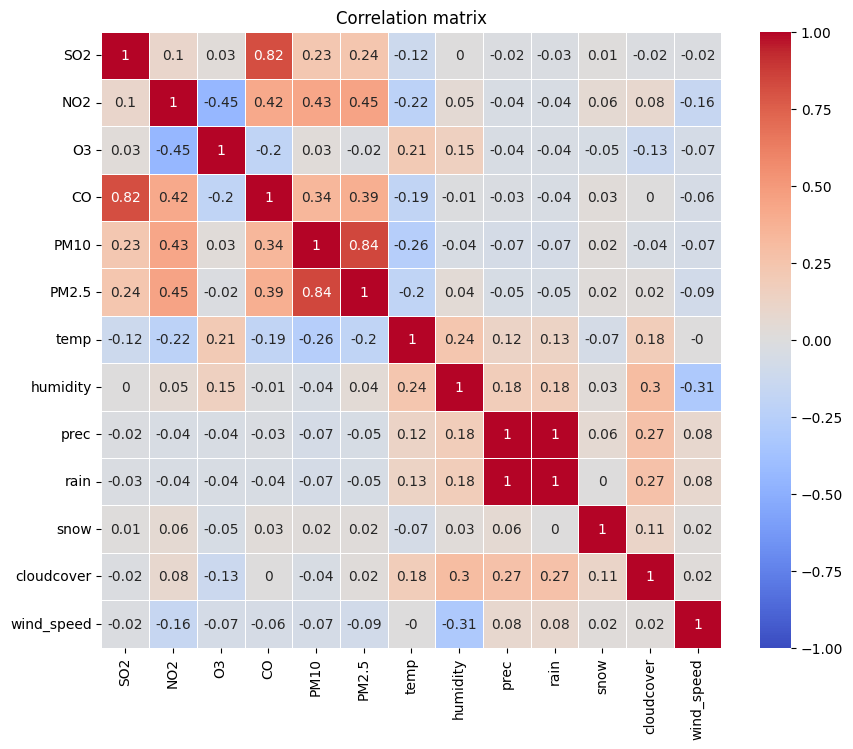 Correlation matrix
SO2 1 0.1 0.03 0.82 0.23 0.24 -0.12 0 -0.02 -0.03 0.01 -0.02 -0.02
NO2 0.1 1 -0.45 0.42 0.43 0.45 -0.22 0.05 -0.04 -0.04 0.06 0.08 -0.16
O3 0.03 -0.45 1 -0.2 0.03 -0.02 0.21 0.15 -0.04 -0.04 -0.05 -0.13 -0.07
CO 0.82 0.42 -0.2 1 0.34 0.39 -0.19 -0.01 -0.03 -0.04 0.03 0 -0.06
PM10 0.23 0.43 0.03 0.34 1 0.84 -0.26 -0.04 -0.07 -0.07 0.02 -0.04 -0.07
PM2.5 0.24 0.45 -0.02 0.39 0.84 1 -0.2 0.04 -0.05 -0.05 0.02 0.02 -0.09
temp -0.12 -0.22 0.21 -0.19 -0.26 -0.2 1 0.24 0.12 0.13 -0.07 0.18 -0
humidity 0 0.05 0.15 -0.01 -0.04 0.04 0.24 1 0.18 0.18 0.03 0.3 -0.31
prec -0.02 -0.04 -0.04 -0.03 -0.07 -0.05 0.12 0.18 1 1 0.06 0.27 0.08
rain -0.03 -0.04 -0.04 -0.04 -0.07 -0.05 0.13 0.18 1 1 0 0.27 0.08
snow 0.01 0.06 -0.05 0.03 0.02 0.02 -0.07 0.03 0.06 0 1 0.11 0.02
cloudcover -0.02 0.08 -0.13 0 -0.04 0.02 0.18 0.3 0.27 0.27 0.11 1 0.02
wind_speed -0.02 -0.16 -0.07 -0.06 -0.07 -0.09 -0 -0.31 0.08 0.08 0.02 0.02 1
SO2 NO2 O3 CO PM10 PM2.5 temp humidity prec rain snow cloudcover wind_speed
1.00
0.75
0.50
0.25
0.00
−0.25
−0.50
−0.75
−1.00